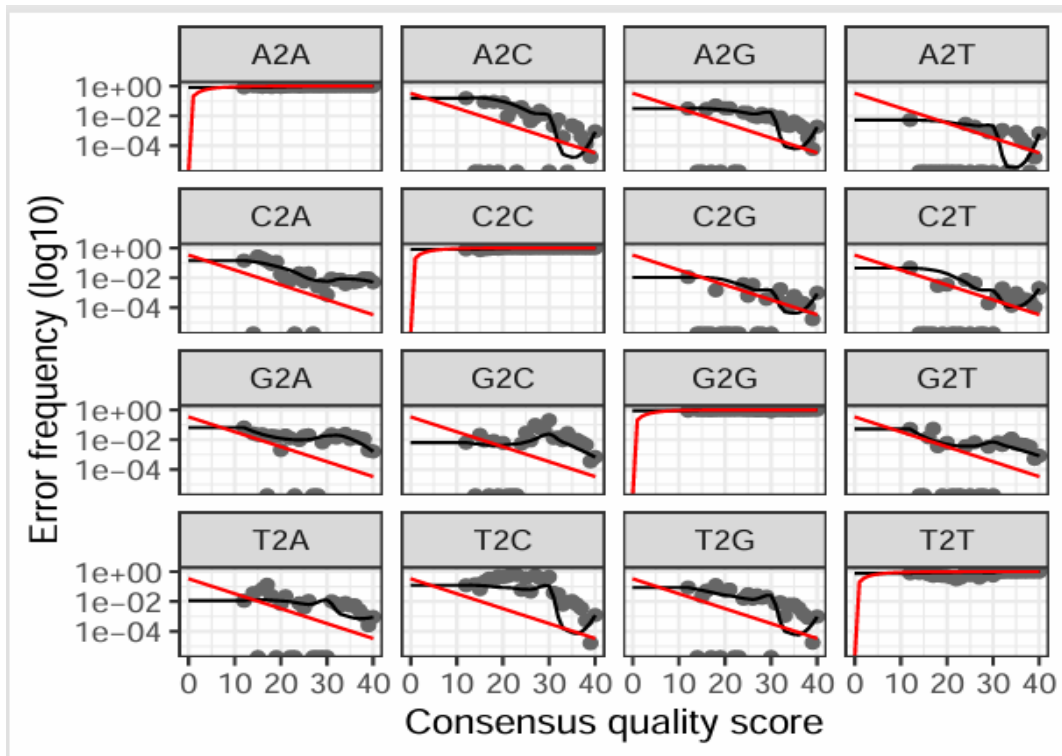 A2A A2C A2G A2T
1e+00
1e−02
1e−04
C2A C2C C2G C2T
1e+00
1e−02
1e−04
G2A G2C G2G G2T
1e+00
1e−02
1e−04
T2A T2C T2G T2T
1e+00
1e−02
1e−04
0 10 20 30 40 0 10 20 30 40 0 10 20 30 40 0 10 20 30 40
Consensus quality score
Error frequency (log10)